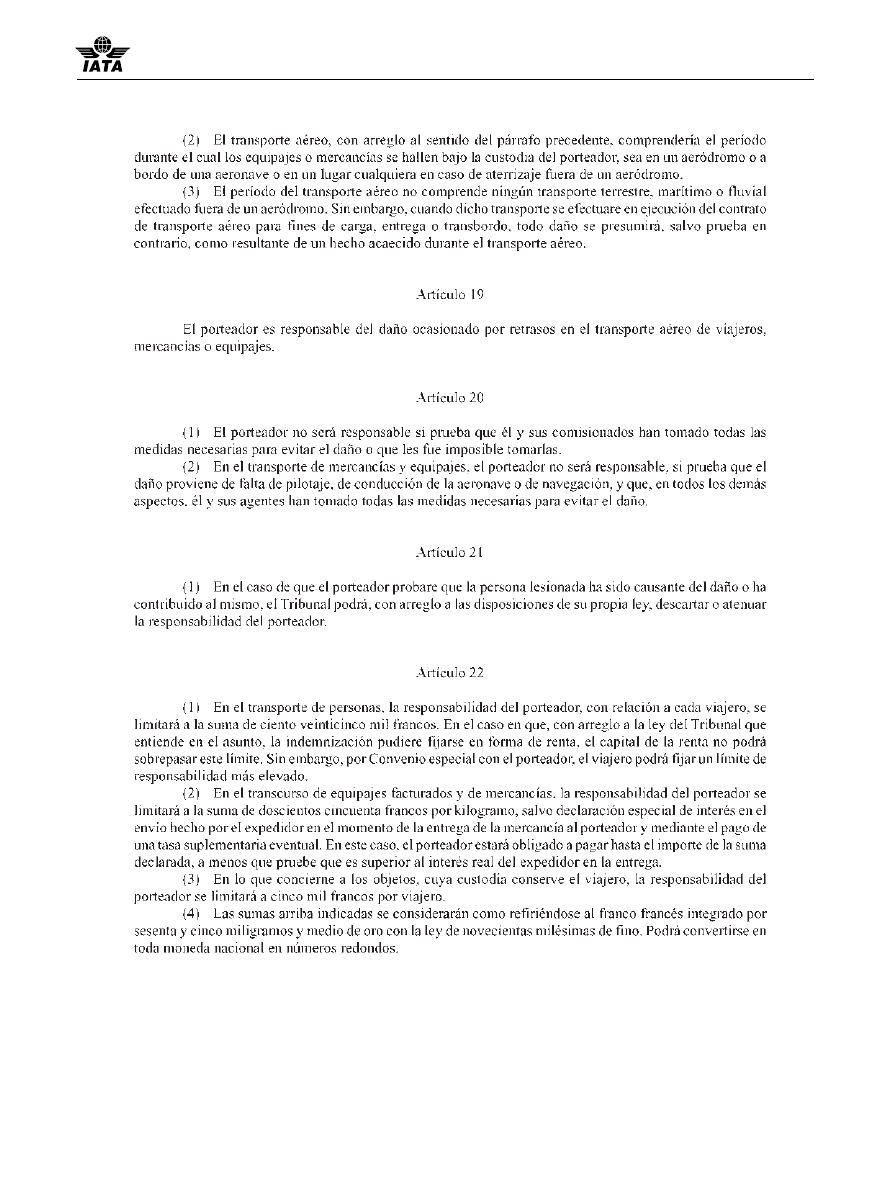 IATA
(2) El transporte aéreo, con arreglo al sentido del párrafo precedente, comprendería el período
durante el cual los equipajes o mercancías se hallen bajo la custodia del porteador, sea en un aeródromo o a
bordo de una aeronave o en un lugar cualquiera en caso de aterrizaje fuera de un aeródromo.
(3) El período del transporte aéreo no comprende ningún transporte terrestre, marítimo o fluvial
efectuado fuera de un aeródromo. Sin embargo, cuando dicho transporte se efectuare en ejecución del contrato
de transporte aéreo para fines de carga, entrega o transbordo, todo daño se presumirá, salvo prueba en
contrario, como resultante de un hecho acaecido durante el transporte aéreo.
Artículo 19
El porteador es responsable del daño ocasionado por retrasos en el transporte aéreo de viajeros,
mercancías o equipajes.
Artículo 20
(1) El porteador no será responsable si prueba que él y sus comisionados han tomado todas las
medidas necesarias para evitar el daño o que les fue imposible tomarlas.
(2) En el transporte de mercancías y equipajes, el porteador no será responsable, si prueba que el
daño proviene de falta de pilotaje, de conducción de la aeronave o de navegación, y que, en todos los demás
aspectos, él y sus agentes han tomado todas las medidas necesarias para evitar el daño.
Artículo 21
(1) En el caso de que el porteador probare que la persona lesionada ha sido causante del daño o ha
contribuido al mismo, el Tribunal podrá, con arreglo a las disposiciones de su propia ley, descartar o atenuar
la responsabilidad del porteador.
Artículo 22
(1) En el transporte de personas, la responsabilidad del porteador, con relación a cada viajero, se
limitará a la suma de ciento veinticinco mil francos. En el caso en que, con arreglo a la ley del Tribunal que
entiende en el asunto, la indemnización pudiere fijarse en forma de renta, el capital de la renta no podrá
sobrepasar este límite. Sin embargo, por Convenio especial con el porteador, el viajero podrá fijar un límite de
responsabilidad más elevado.
(2) En el transcurso de equipajes facturados y de mercancías, la responsabilidad del porteador se
limitará a la suma de doscientos cincuenta francos por kilogramo, salvo declaración especial de interés en el
envío hecho por el expedidor en el momento de la entrega de la mercancía al porteador y mediante el pago de
una tasa suplementaria eventual. En este caso, el porteador estará obligado a pagar hasta el importe de la suma
declarada, a menos que pruebe que es superior al interés real del expedidor en la entrega.
(3) En lo que concierne a los objetos, cuya custodia conserve el viajero, la responsabilidad del
porteador se limitará a cinco mil francos por viajero.
(4) Las sumas arriba indicadas se considerarán como refiriéndose al franco francés integrado por
sesenta y cinco miligramos y medio de oro con la ley de novecientas milésimas de fino. Podrá convertirse en
toda moneda nacional en números redondos.